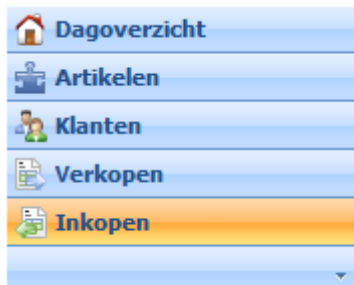 Dagoverzicht
Artikelen
Klanten
Verkopen
Inkopen